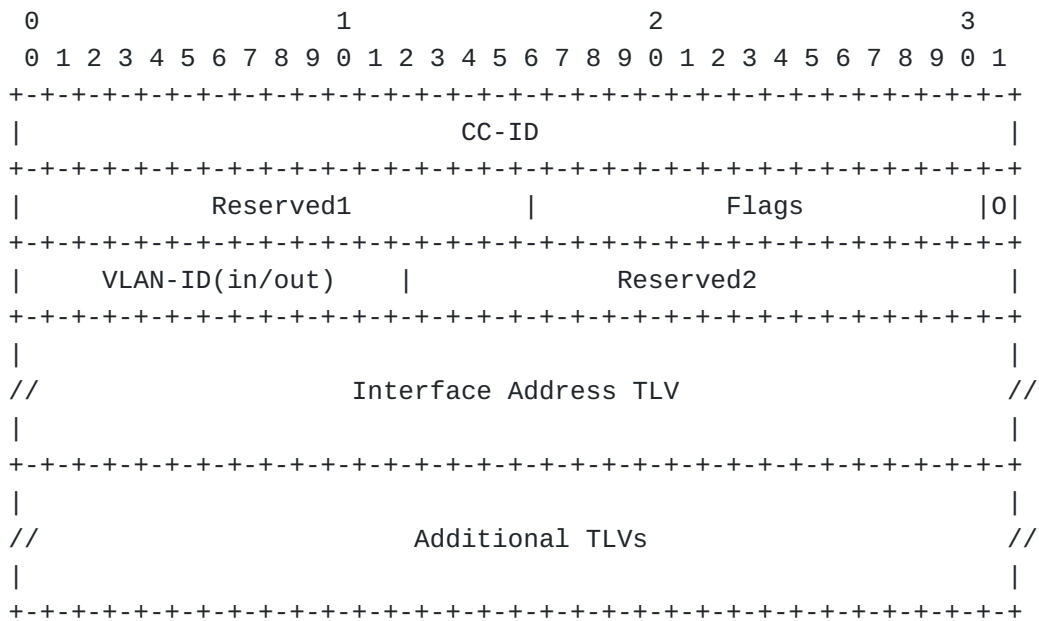 0                   1                   2                   3
 0 1 2 3 4 5 6 7 8 9 0 1 2 3 4 5 6 7 8 9 0 1 2 3 4 5 6 7 8 9 0 1
+-+-+-+-+-+-+-+-+-+-+-+-+-+-+-+-+-+-+-+-+-+-+-+-+-+-+-+-+-+-+-+-+
|                            CC-ID                              |
+-+-+-+-+-+-+-+-+-+-+-+-+-+-+-+-+-+-+-+-+-+-+-+-+-+-+-+-+-+-+-+-+
|            Reserved1            |            Flags           |O|
+-+-+-+-+-+-+-+-+-+-+-+-+-+-+-+-+-+-+-+-+-+-+-+-+-+-+-+-+-+-+-+-+
|     VLAN-ID(in/out)    |             Reserved2                |
+-+-+-+-+-+-+-+-+-+-+-+-+-+-+-+-+-+-+-+-+-+-+-+-+-+-+-+-+-+-+-+-+
|                                                               |
//                    Interface Address TLV                     //
|                                                               |
+-+-+-+-+-+-+-+-+-+-+-+-+-+-+-+-+-+-+-+-+-+-+-+-+-+-+-+-+-+-+-+-+
|                                                               |
//                        Additional TLVs                       //
|                                                               |
+-+-+-+-+-+-+-+-+-+-+-+-+-+-+-+-+-+-+-+-+-+-+-+-+-+-+-+-+-+-+-+-+